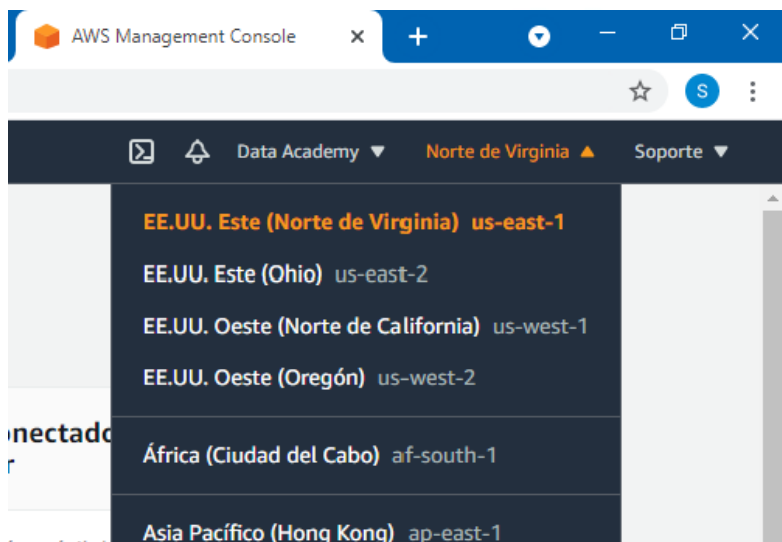 AWS Management Console
S
Data Academy Norte de Virginia Soporte
EE.UU. Este (Norte de Virginia) us-east-1
EE.UU. Este (Ohio) us-east-2
EE.UU. Oeste (Norte de California) us-west-1
EE.UU. Oeste (Oregón) us-west-2
onectado
r
África (Ciudad del Cabo) af-south-1
Asia Pacífico (Hong Kong) ap-east-1